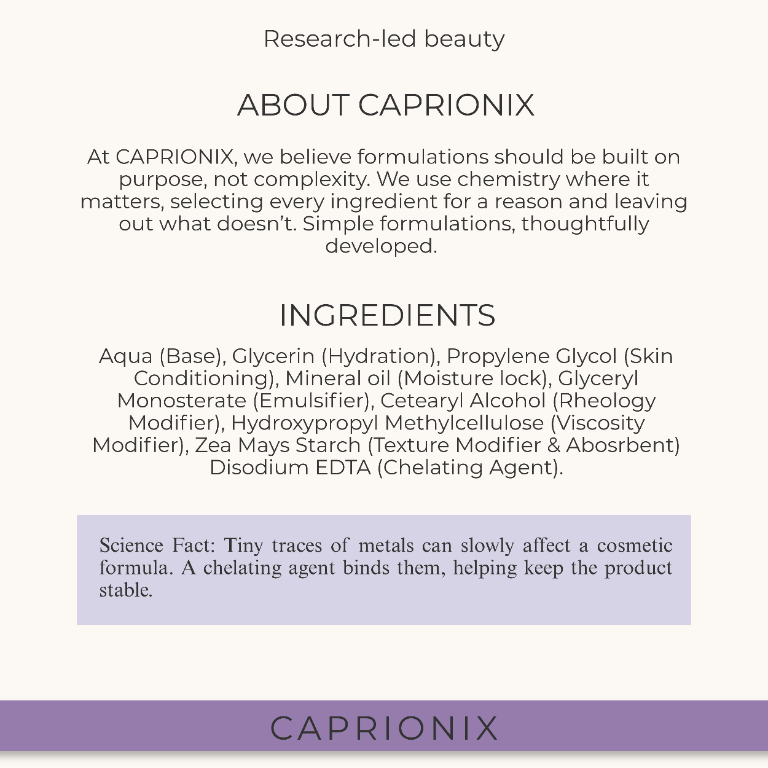 Research-led beauty
ABOUT CAPRIONIX
At CAPRIONIX, we believe formulations should be built on
purpose, not complexity. We use chemistry where it
matters, selecting every ingredient for a reason and leaving
out what doesn't. Simple formulations, thoughtfully
developed.
INGREDIENTS
Aqua (Base), Glycerin (Hydration), Propylene Glycol (Skin
Conditioning), Mineral oil (Moisture lock), Glyceryl
Monosterate (Emulsifier), Cetearyl Alcohol (Rheology
Modifier), Hydroxypropyl Methylcellulose (Viscosity
Modifier), Zea Mays Starch (Texture Modifier & Abosrbent)
Disodium EDTA (Chelating Agent).
Science Fact: Tiny traces of metals can slowly affect a cosmetic
formula. A chelating agent binds them, helping keep the product
stable.
CAPRIONIX